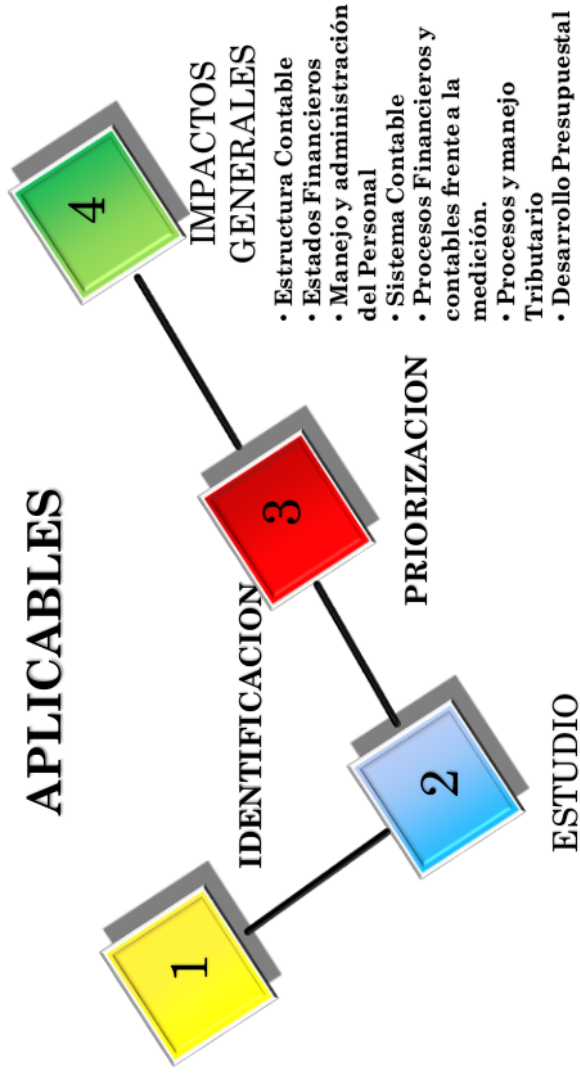 APLICABLES
1
IDENTIFICACION
2
ESTUDIO
3
PRIORIZACION
4
IMPACTOS
GENERALES
• Estructura Contable
• Estados Financieros
• Manejo y administración
del Personal
• Sistema Contable
• Procesos Financieros y
contables frente a la
medición.
• Procesos y manejo
Tributario
• Desarrollo Presupuestal